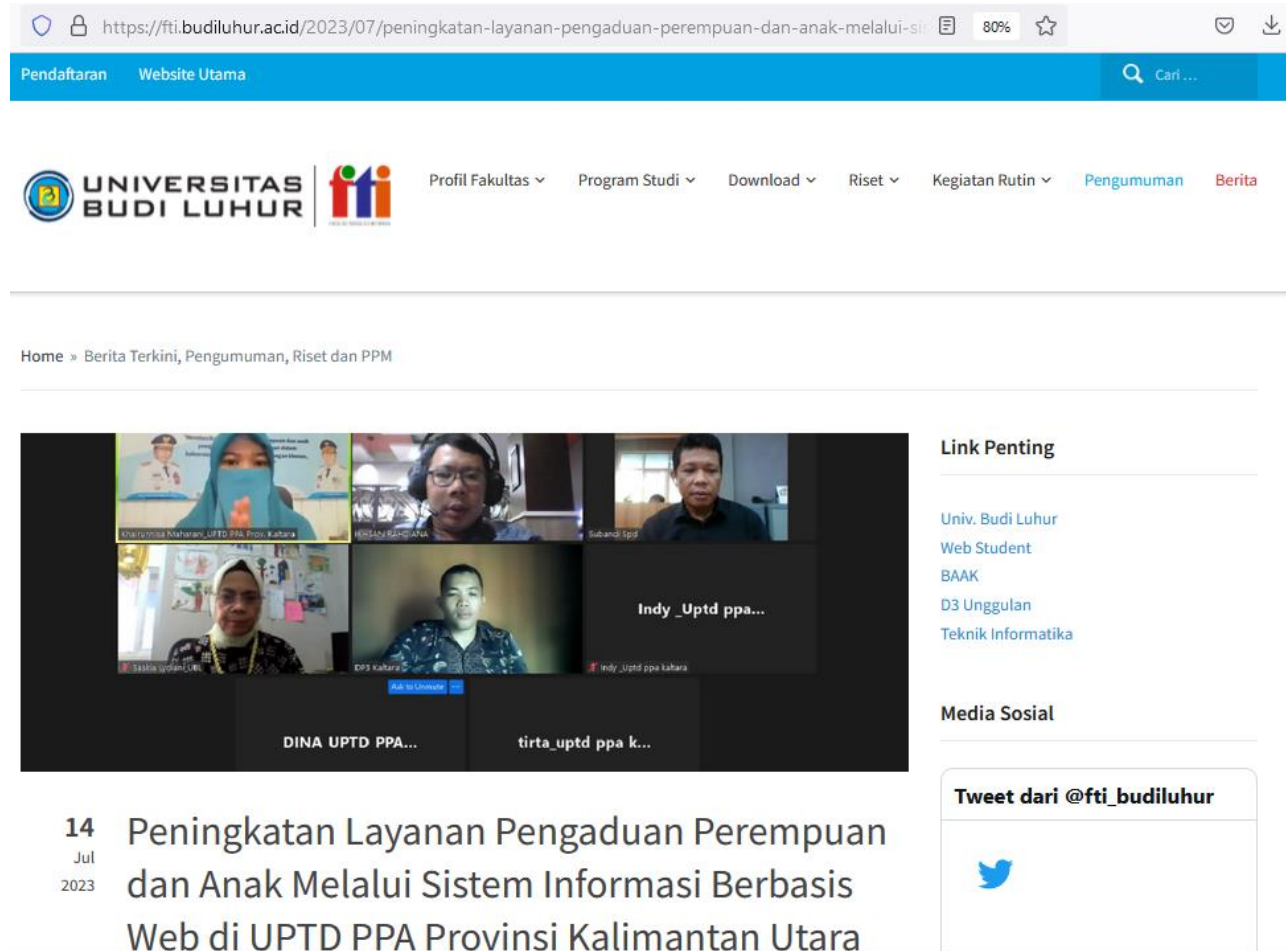 https://fti.budiluhur.ac.id/2023/07/peningkatan-layanan-pengaduan-perempuan-dan-anak-melalui-si
80%
Pendaftaran Website Utama Cari ...
UNIVERSITAS
BUDI LUHUR
fti
Profil Fakultas Program Studi Download Riset Kegiatan Rutin Pengumuman Berita
Home » Berita Terkini, Pengumuman, Riset dan PPM
Khairunnisa Maharani_UPTD PPA Prov. Kaltara
IKHSAN RAHDIANA
Subandi Spd
Saskia Lydiani_UBL
DP3 Kaltara
Indy _Uptd ppa...
Indy _Uptd ppa kaltara
Ask to Unmute
DINA UPTD PPA...
tirta_uptd ppa k...
14
Jul
2023
Peningkatan Layanan Pengaduan Perempuan
dan Anak Melalui Sistem Informasi Berbasis
Web di UPTD PPA Provinsi Kalimantan Utara
Link Penting
Univ. Budi Luhur
Web Student
BAAK
D3 Unggulan
Teknik Informatika
Media Sosial
Tweet dari @fti_budiluhur